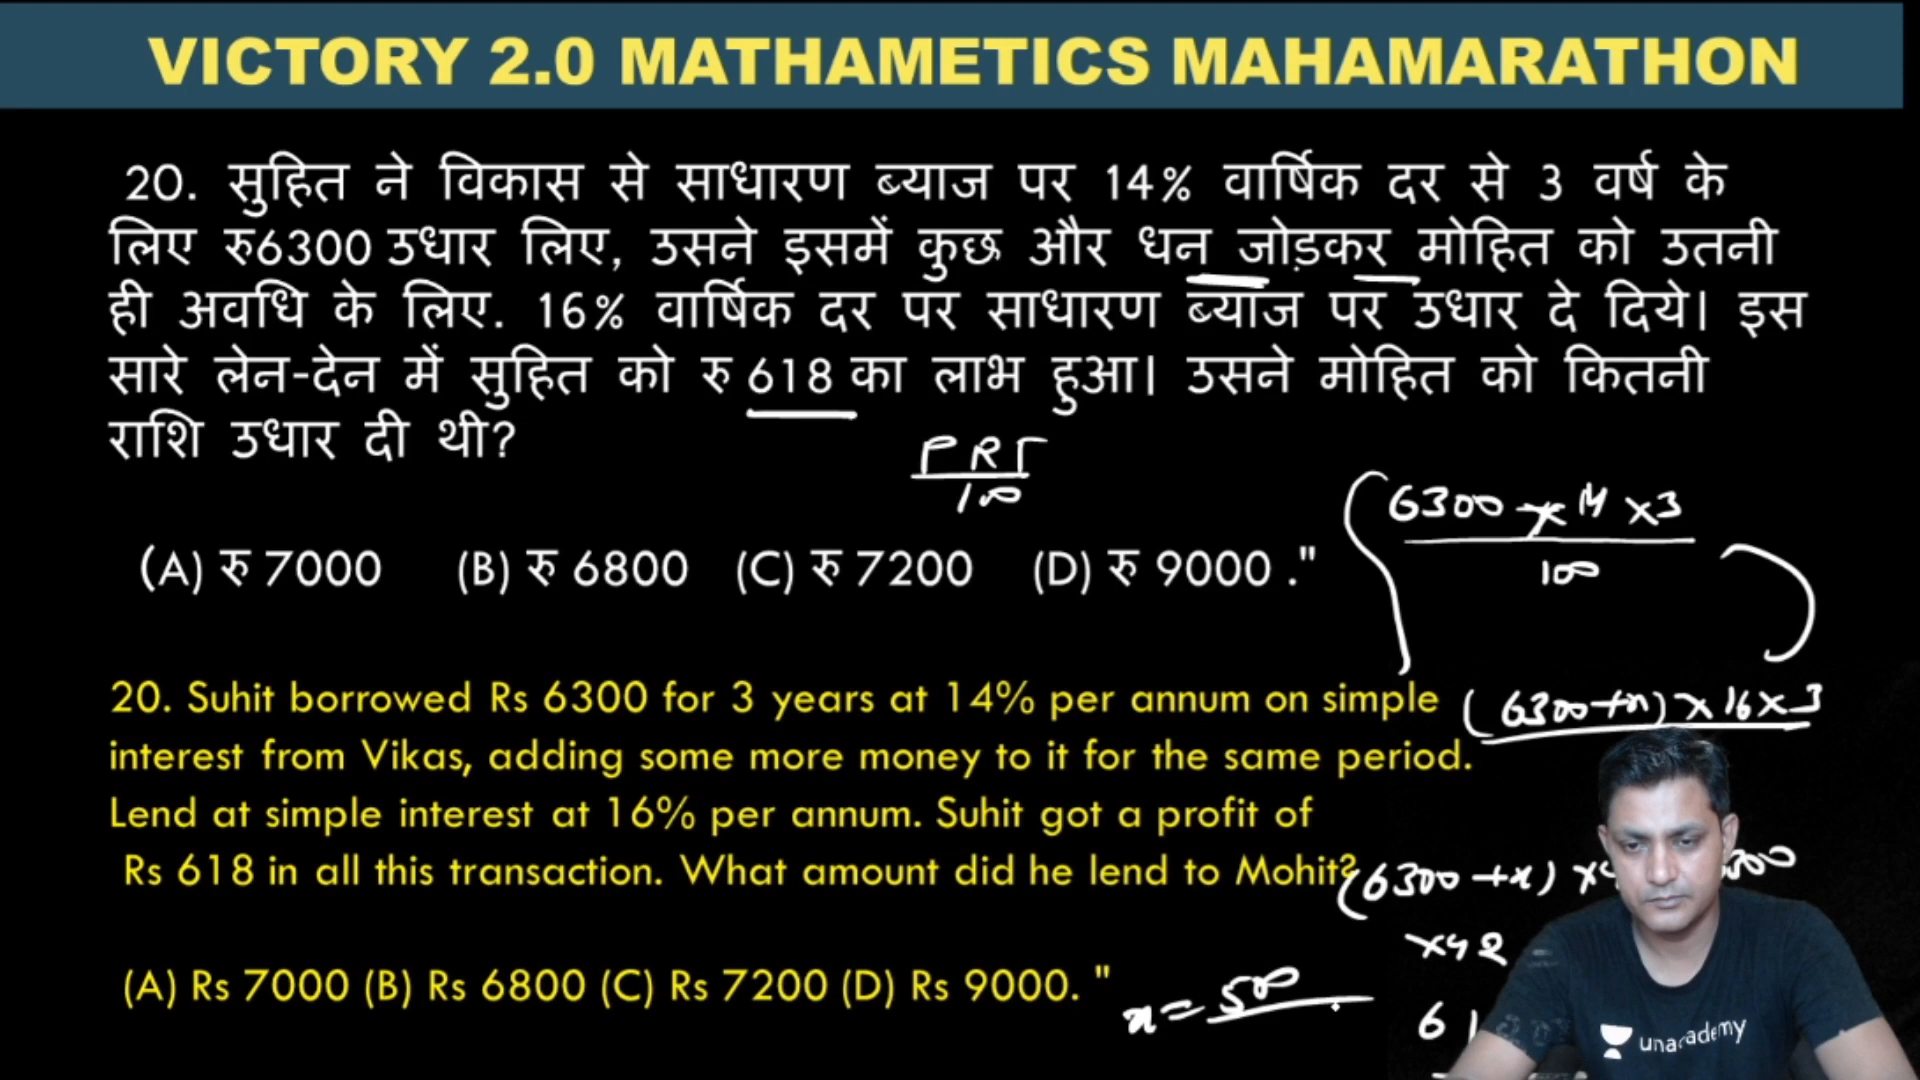 VICTORY 2.0 MATHAMETICS MAHAMARATHON
20. सुहित ने विकास से साधारण ब्याज पर 14% वार्षिक दर से 3 वर्ष के
लिए रु6300 उधार लिए, उसने इसमें कुछ और धन जोड़कर मोहित को उतनी
ही अवधि के लिए. 16% वार्षिक दर पर साधारण ब्याज पर उधार दे दिये। इस
सारे लेन-देन में सुहित को रु 618 का लाभ हुआ। उसने मोहित को कितनी
राशि उधार दी थी?
PRT
100
6300 x 14 x3
100
(A) रु 7000 (B) रु 6800 (C) रु 7200 (D) रु 9000 ."
20. Suhit borrowed Rs 6300 for 3 years at 14% per annum on simple
(6300+x) x 16 x 3
interest from Vikas, adding some more money to it for the same period.
Lend at simple interest at 16% per annum. Suhit got a profit of
Rs 618 in all this transaction. What amount did he lend to Mohit?
(6300 +x) x
x42
(A) Rs 7000 (B) Rs 6800 (C) Rs 7200 (D) Rs 9000. "
x = 500
unacademy